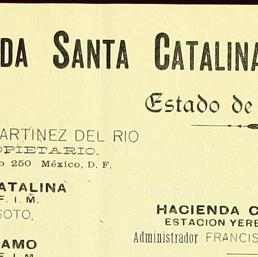 DA SANTA CATALINA
Estado de
ARTINEZ DEL RIO
OPIETARIO.
o 250 México, D. F.
ATALINA
F. I. M.
SOTO,
HACIENDA C
ESTACION YERE
Administrador FRANCIS
AMO
F. I. M.